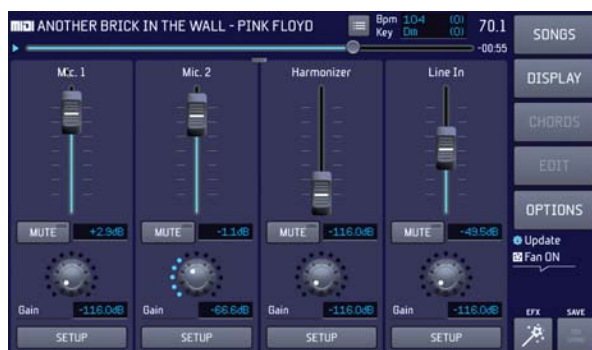 MIDI ANOTHER BRICK IN THE WALL - PINK FLOYD
Bpm 104 (0)
Key Dm (0)
70.1
-00:55
SONGS
DISPLAY
CHORDS
EDIT
OPTIONS
Update
Fan ON
EFX SAVE
Mic. 1 Mic. 2 Harmonizer Line In
MUTE +2.9dB MUTE -1.1dB MUTE -116.0dB MUTE -49.5dB
Gain -116.0dB Gain -66.6dB Gain -116.0dB Gain -116.0dB
SETUP SETUP SETUP SETUP